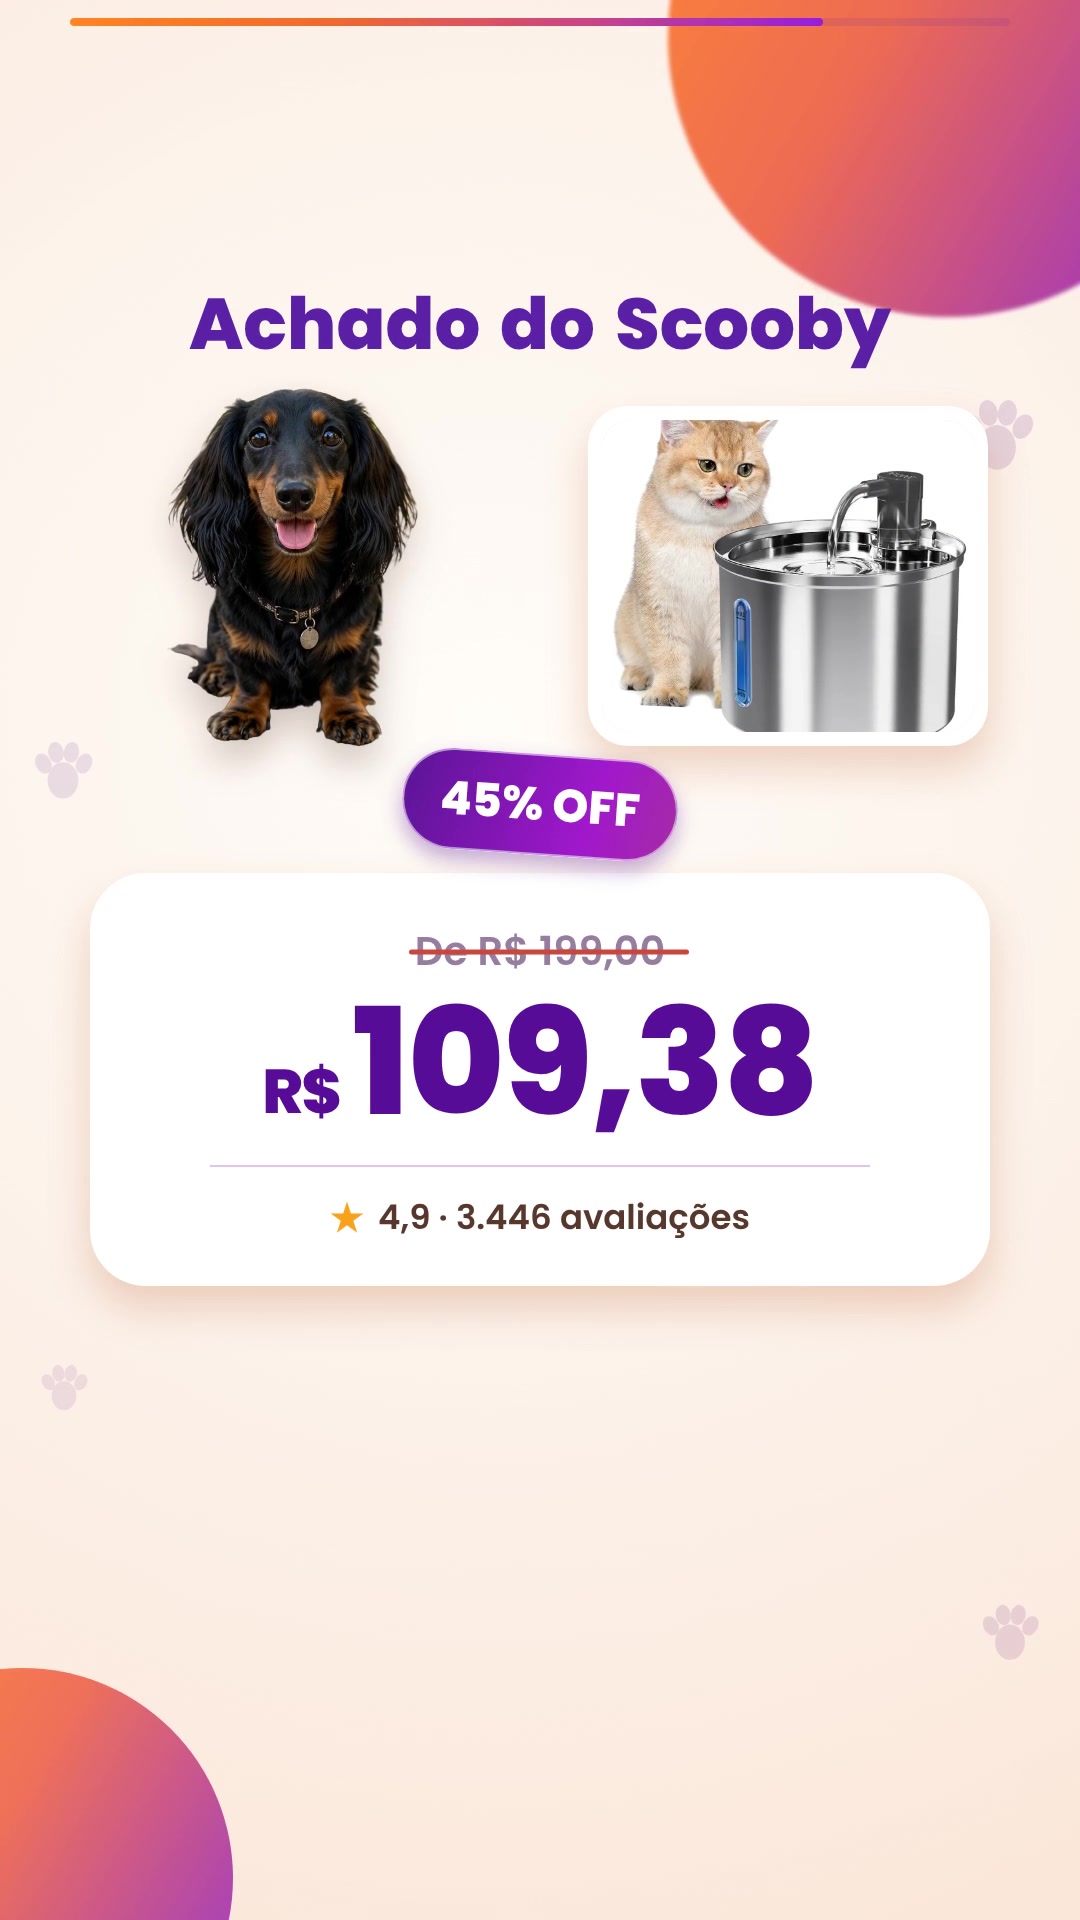 Achado do Scooby
45% OFF
De R$ 199,00
R$ 109,38
★ 4,9 · 3.446 avaliações